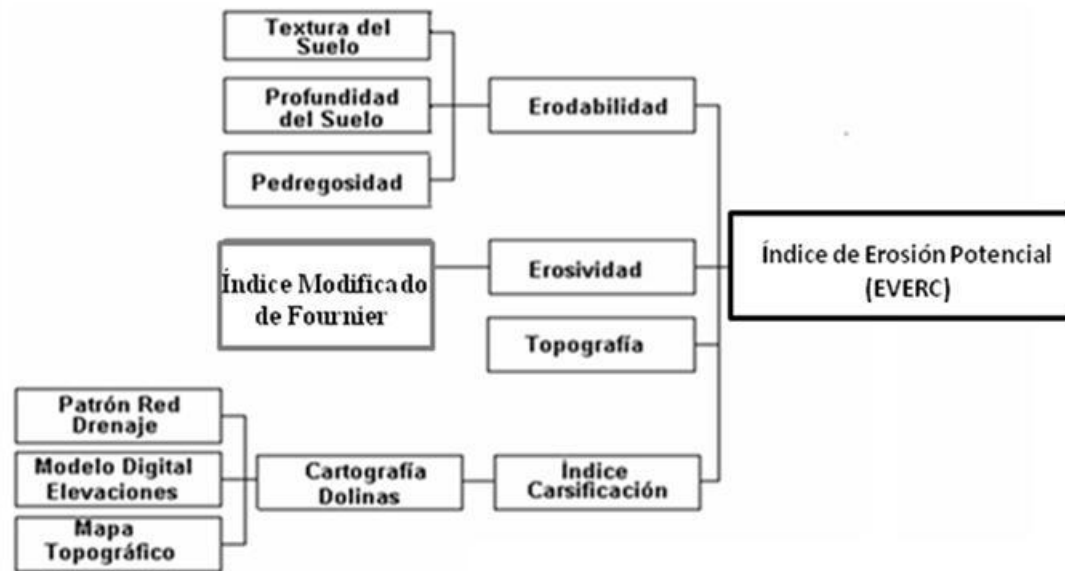 Textura del
Suelo
Profundidad
del Suelo
Pedregosidad
Erodabilidad
Índice Modificado
de Fournier
Erosividad
Topografía
Índice de Erosión Potencial
(EVERC)
Patrón Red
Drenaje
Modelo Digital
Elevaciones
Mapa
Topográfico
Cartografía
Dolinas
Índice
Carsificación